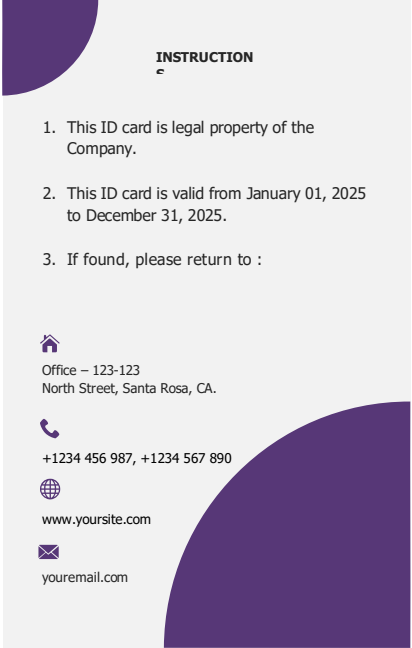 INSTRUCTION
S
1. This ID card is legal property of the
Company.
2. This ID card is valid from January 01, 2025
to December 31, 2025.
3. If found, please return to :
Office – 123-123
North Street, Santa Rosa, CA.
+1234 456 987, +1234 567 890
www.yoursite.com
youremail.com